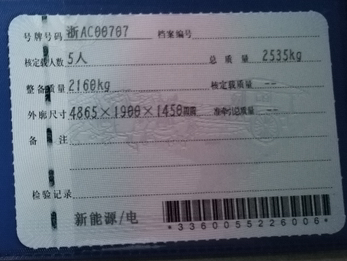 号牌号码 浙AC00707 档案编号
核定载人数 5人 总质量 2535kg
整备质量 2160kg 核定载质量 --
外廓尺寸 4865×1900×1450mm 准牵引总质量 --
备注
检验记录
新能源/电
*3360055226006*